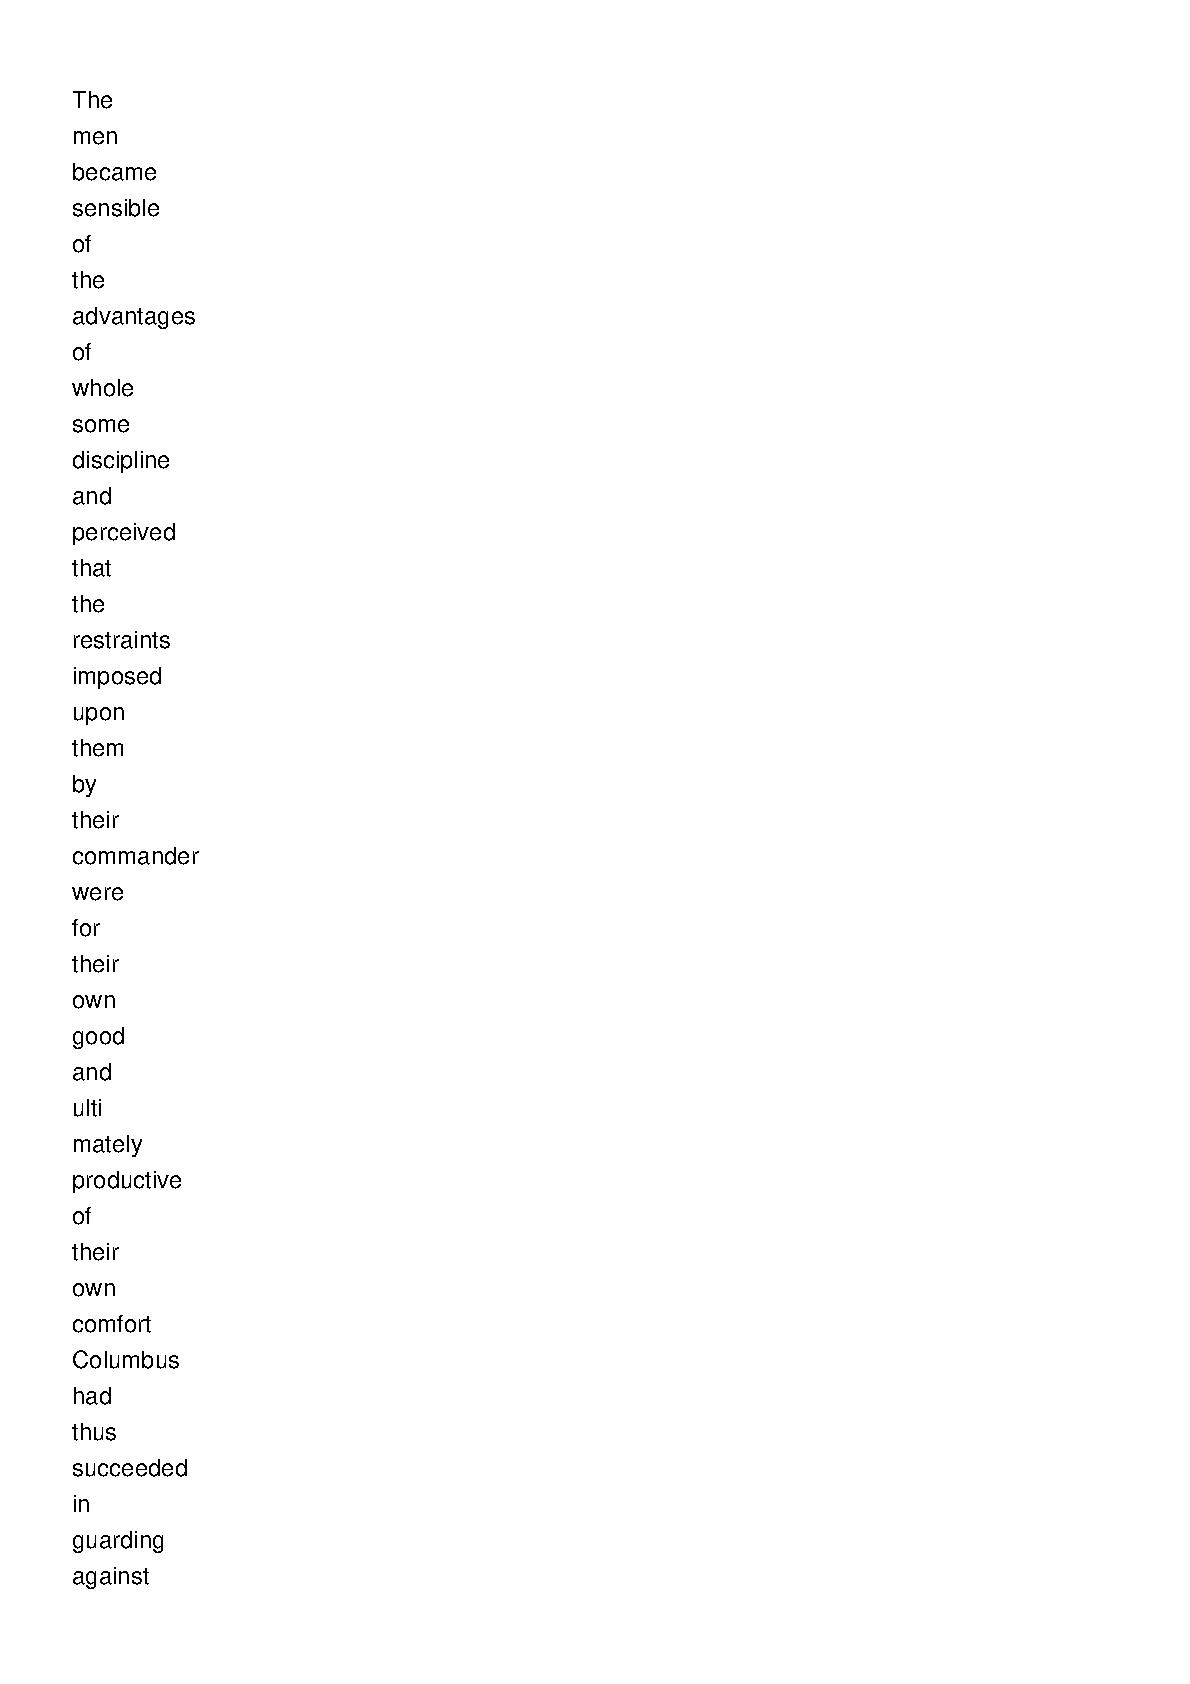 The
men
became
sensible
of
the
advantages
of
whole
some
discipline
and
perceived
that
the
restraints
imposed
upon
them
by
their
commander
were
for
their
own
good
and
ulti
mately
productive
of
their
own
comfort
Columbus
had
thus
succeeded
in
guarding
against